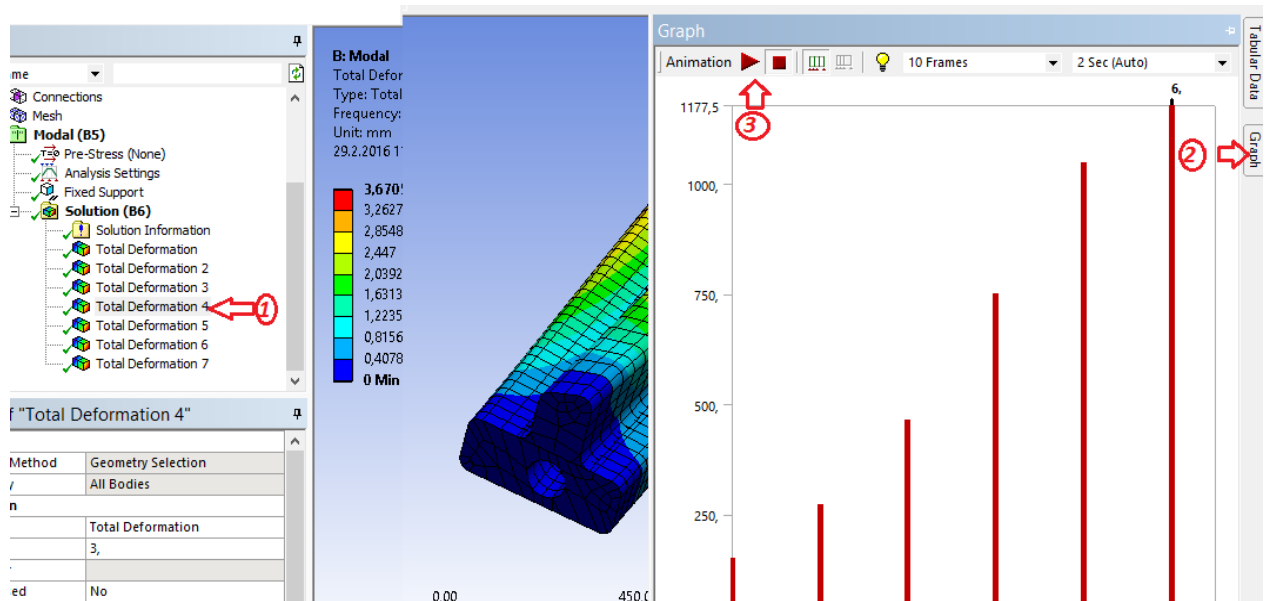 me
Connections
Mesh
Modal (B5)
Pre-Stress (None)
Analysis Settings
Fixed Support
Solution (B6)
Solution Information
Total Deformation
Total Deformation 2
Total Deformation 3
Total Deformation 4
1
Total Deformation 5
Total Deformation 6
Total Deformation 7
f "Total Deformation 4"
Method Geometry Selection
All Bodies
n
Total Deformation
3,
ed No
B: Modal
Total Defor
Type: Total
Frequency:
Unit: mm
29.2.2016 1
3,670
3,2627
2,8548
2,447
2,0392
1,6313
1,2235
0,8156
0,4078
0 Min
0.00 450.0
Graph
Animation 10 Frames 2 Sec (Auto)
3
6,
1177,5
1000,
750,
500,
250,
2
Tabular Data
Graph